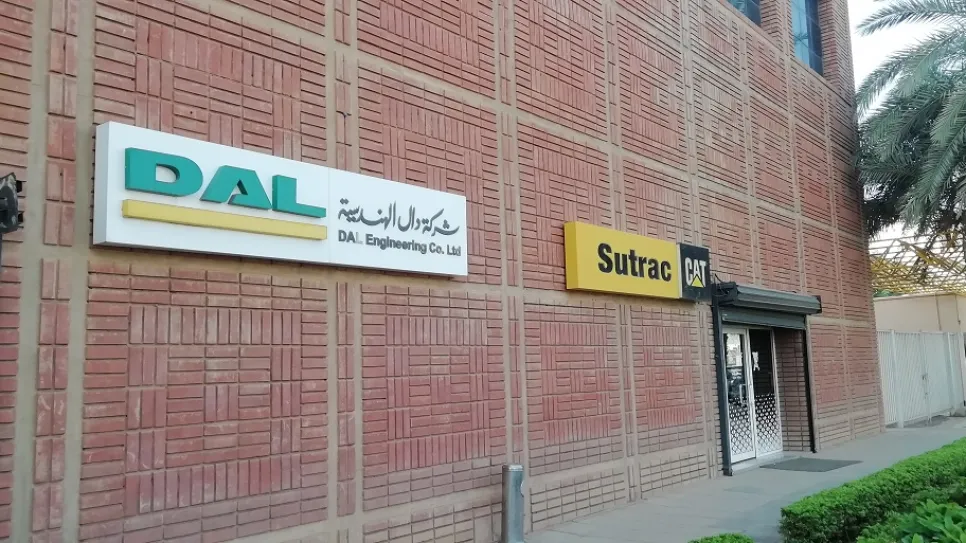 DAL
شركة دال الهندسية
DAL Engineering Co. Ltd
Sutrac
CAT